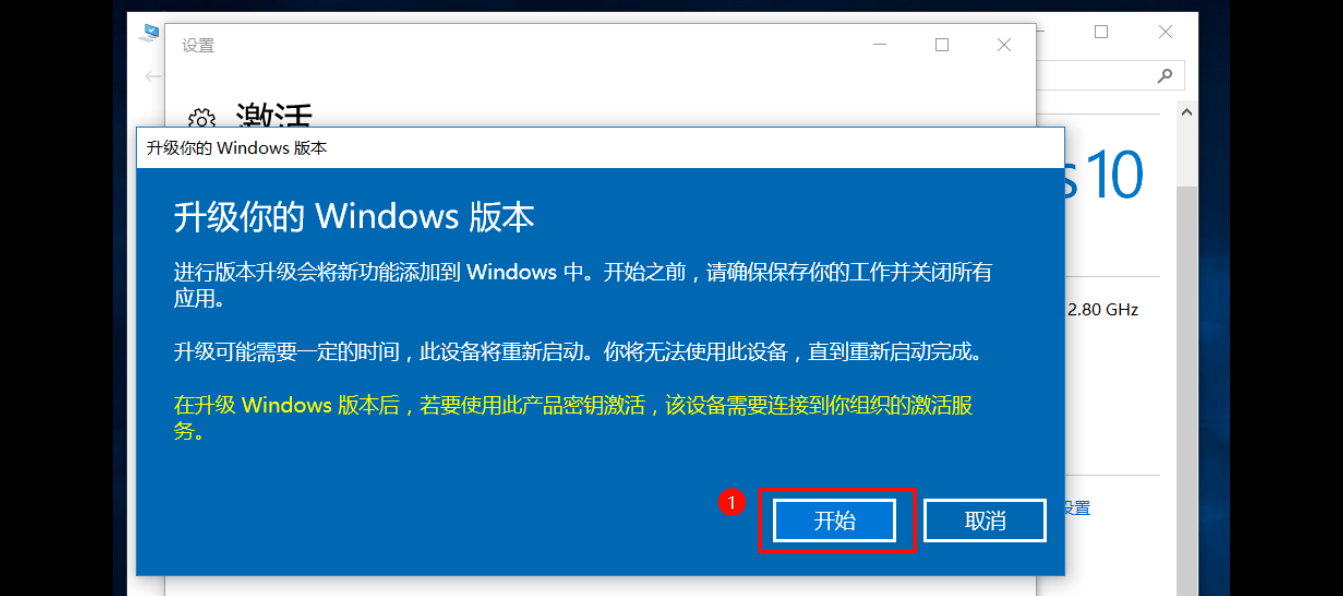 设置
激活
升级你的 Windows 版本
s 10
升级你的 Windows 版本
进行版本升级会将新功能添加到 Windows 中。开始之前，请确保保存你的工作并关闭所有
应用。
2.80 GHz
升级可能需要一定的时间，此设备将重新启动。你将无法使用此设备，直到重新启动完成。
在升级 Windows 版本后，若要使用此产品密钥激活，该设备需要连接到你组织的激活服
务。
1
开始
取消
设置